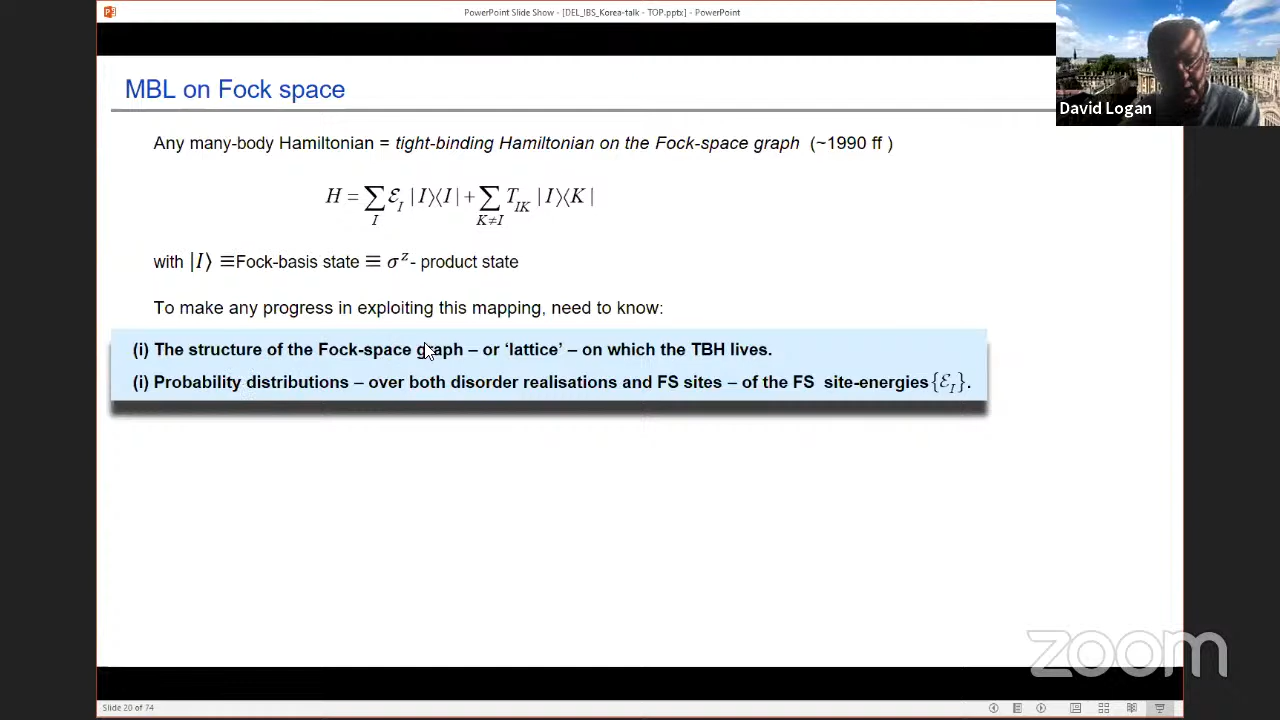 PowerPoint Slide Show - [DEL_IBS_Korea-talk - TOP.pptx] - PowerPoint
David Logan
MBL on Fock space
Any many-body Hamiltonian = tight-binding Hamiltonian on the Fock-space graph (~1990 ff )
H = ∑_I ℰ_I |I⟩⟨I| + ∑_{K≠I} T_{IK} |I⟩⟨K|
with |I⟩ ≡Fock-basis state ≡ σ^z- product state
To make any progress in exploiting this mapping, need to know:
(i) The structure of the Fock-space graph – or ‘lattice’ – on which the TBH lives.
(i) Probability distributions – over both disorder realisations and FS sites – of the FS site-energies {ℰ_I}.
zoom
Slide 20 of 74